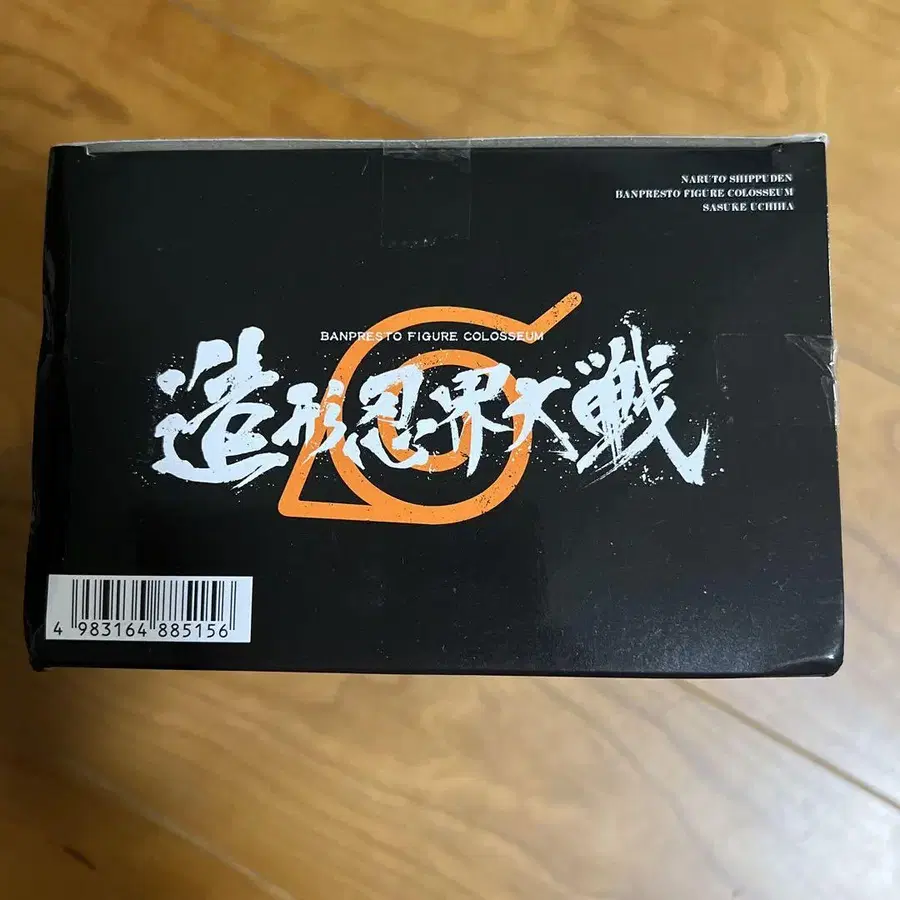 NARUTO SHIPPUDEN
BANPRESTO FIGURE COLOSSEUM
SASUKE UCHIHA
BANPRESTO FIGURE COLOSSEUM
造形忍界大戦
4 983164 885156